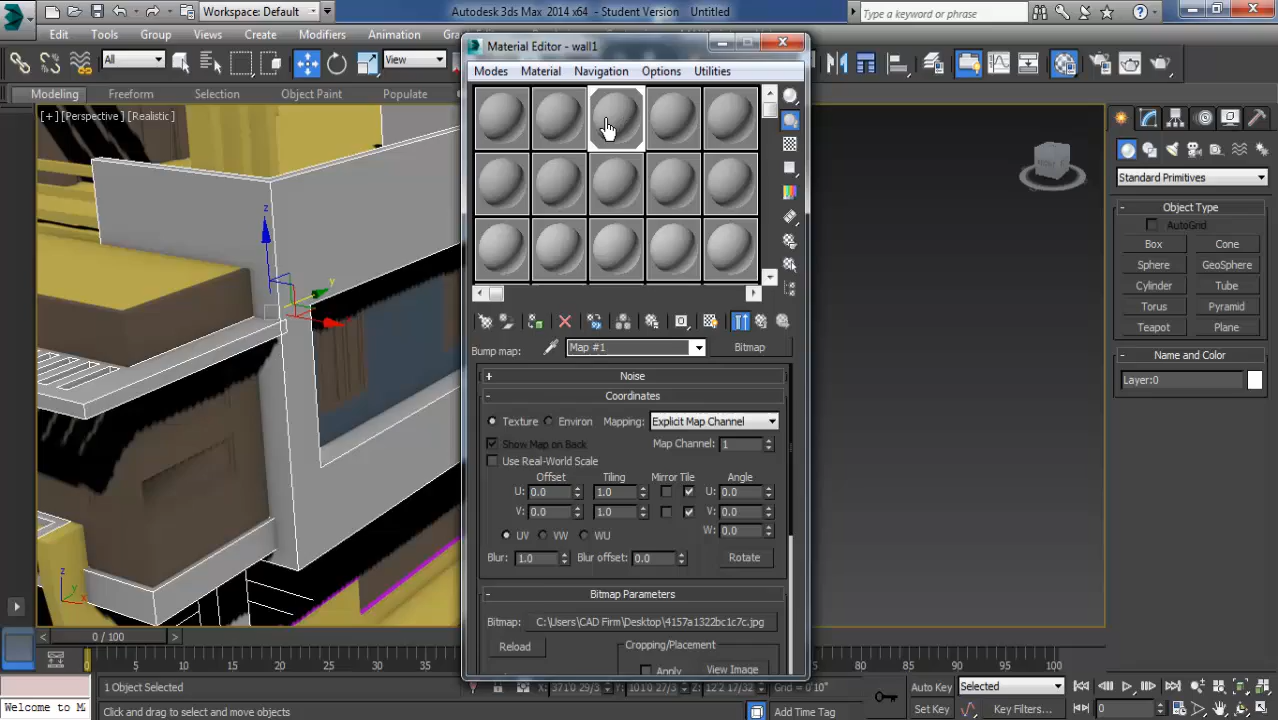 Workspace: Default
Autodesk 3ds Max 2014 x64 - Student Version Untitled
Type a keyword or phrase
Edit Tools Group Views Create Modifiers Animation
All
View
Modeling Freeform Selection Object Paint Populate
[+] [Perspective] [Realistic]
z
y
z
y
x
Material Editor - wall1
Modes Material Navigation Options Utilities
Bump map: Map #1 Bitmap
+ Noise
- Coordinates
Texture Environ Mapping: Explicit Map Channel
Show Map on Back Map Channel: 1
Use Real-World Scale
Offset Tiling Mirror Tile Angle
U: 0.0 1.0 U: 0.0
V: 0.0 1.0 V: 0.0
W: 0.0
UV VW WU
Blur: 1.0 Blur offset: 0.0 Rotate
- Bitmap Parameters
Bitmap: C:\Users\CAD Firm\Desktop\4157a1322bc1c7c.jpg
Reload Cropping/Placement
Apply View Image
Standard Primitives
- Object Type
AutoGrid
Box Cone
Sphere GeoSphere
Cylinder Tube
Torus Pyramid
Teapot Plane
- Name and Color
Layer:0
0 / 100
0 5 10 15 20 25 30 35 80 85 90 95 100
1 Object Selected
Grid = 0'10"
Auto Key Selected
Welcome to M
Click and drag to select and move objects
Add Time Tag
Set Key Key Filters... 0